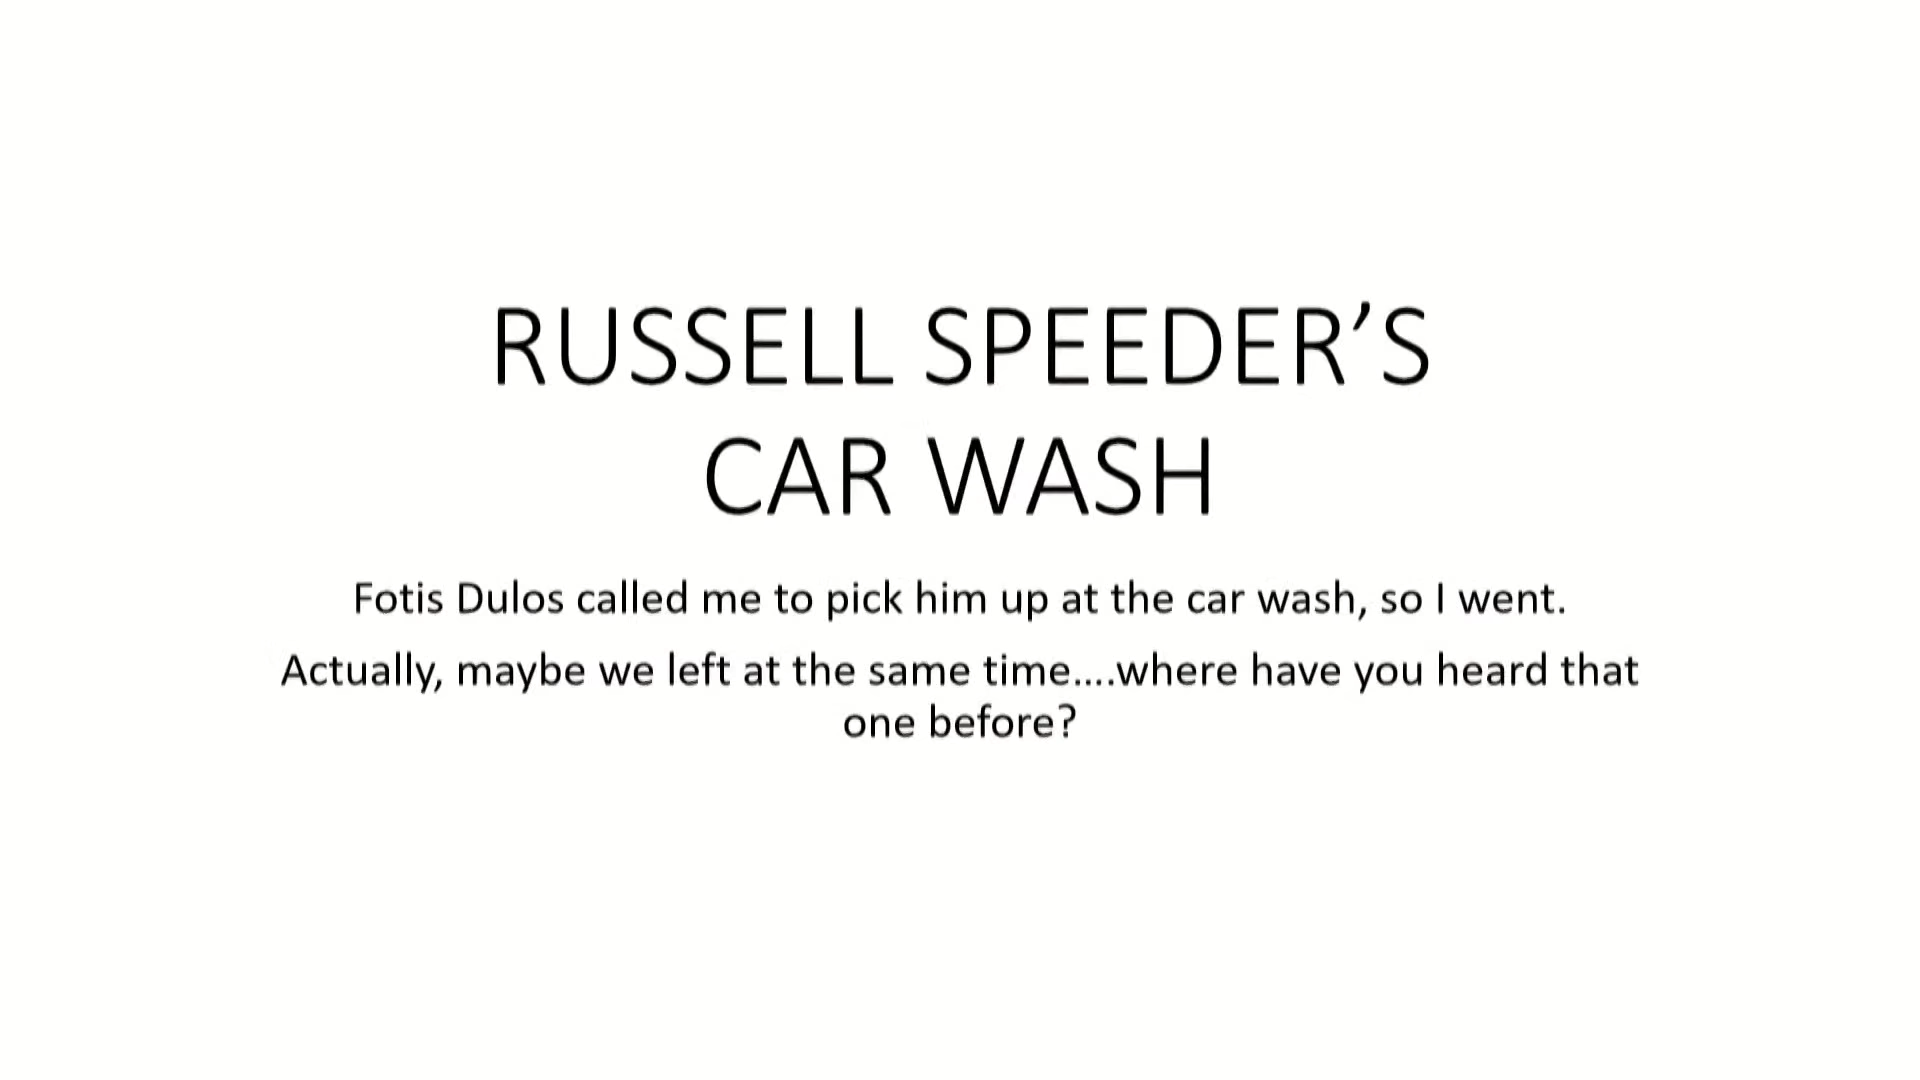 RUSSELL SPEEDER’S
CAR WASH
Fotis Dulos called me to pick him up at the car wash, so I went.
Actually, maybe we left at the same time….where have you heard that
one before?